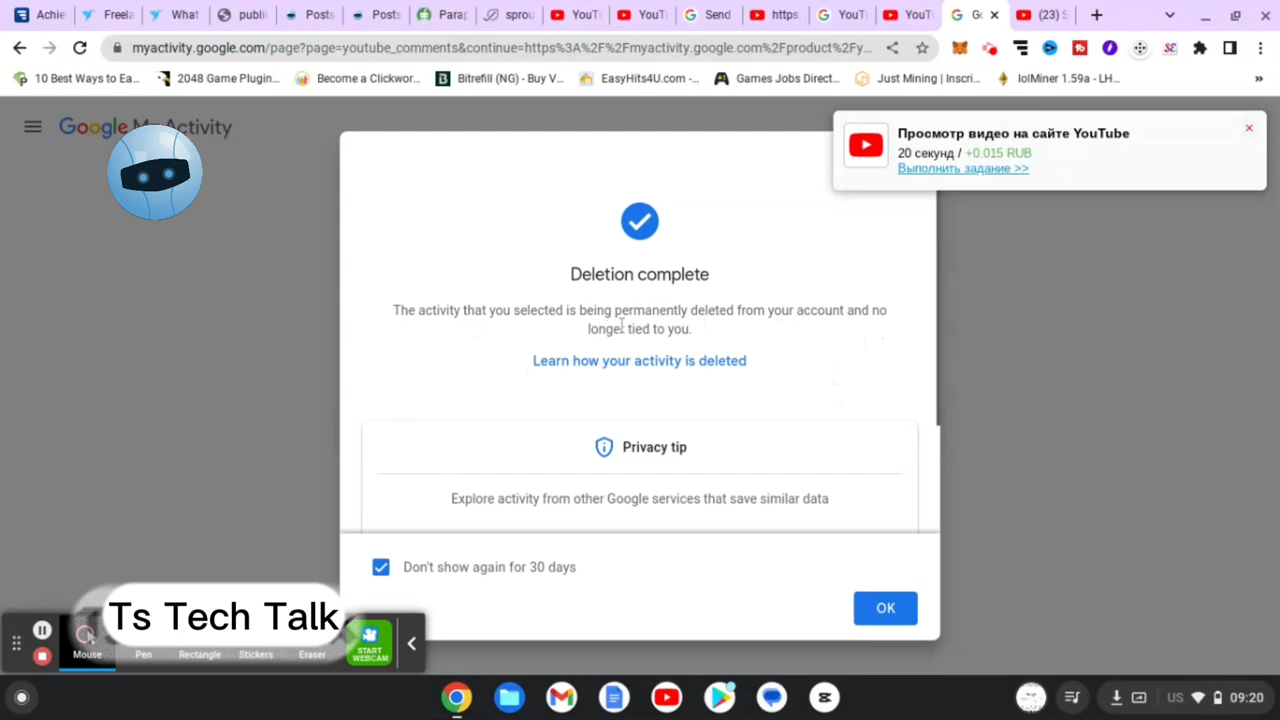 Achie
Freela
What
public
Posts
Posts
Parap
sprou
YouTu
YouTu
Send
https:
YouTu
YouTu
Go
(23) S
myactivity.google.com/page?page=youtube_comments&continue=https%3A%2F%2Fmyactivity.google.com%2Fproduct%2Fy...
10 Best Ways to Ea...
2048 Game Plugin...
Become a Clickwor...
Bitrefill (NG) - Buy V...
EasyHits4U.com -...
Games Jobs Direct...
Just Mining | Inscri...
lolMiner 1.59a - LH...
»
Google My Activity
Просмотр видео на сайте YouTube
20 секунд / +0.015 RUB
Выполнить задание >>
Deletion complete
The activity that you selected is being permanently deleted from your account and no
longer tied to you.
Learn how your activity is deleted
Privacy tip
Explore activity from other Google services that save similar data
Don't show again for 30 days
OK
Ts Tech Talk
Mouse
Pen
Rectangle
Stickers
Eraser
START
WEBCAM
US
09:20